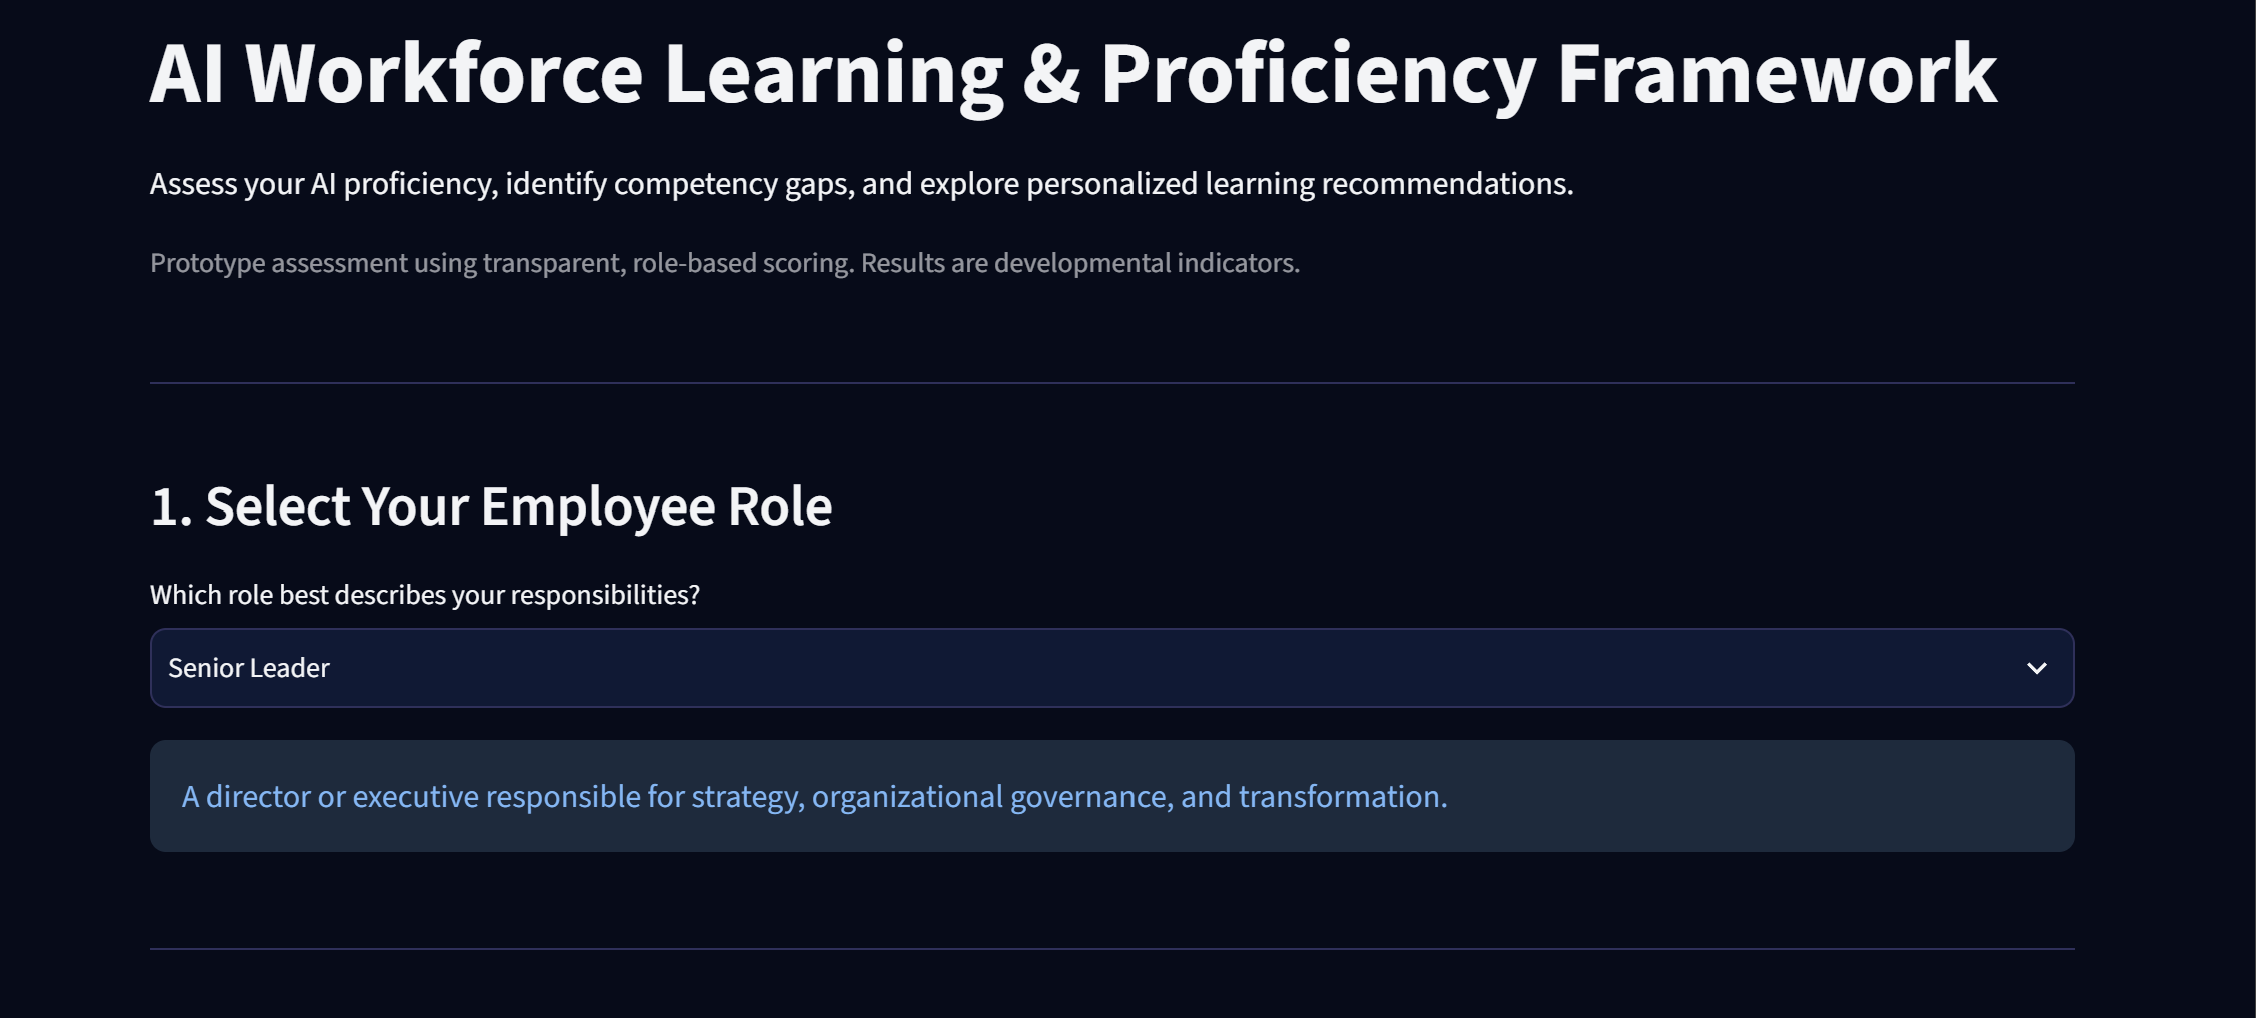 AI Workforce Learning & Proficiency Framework
Assess your AI proficiency, identify competency gaps, and explore personalized learning recommendations.
Prototype assessment using transparent, role-based scoring. Results are developmental indicators.
1. Select Your Employee Role
Which role best describes your responsibilities?
Senior Leader
A director or executive responsible for strategy, organizational governance, and transformation.